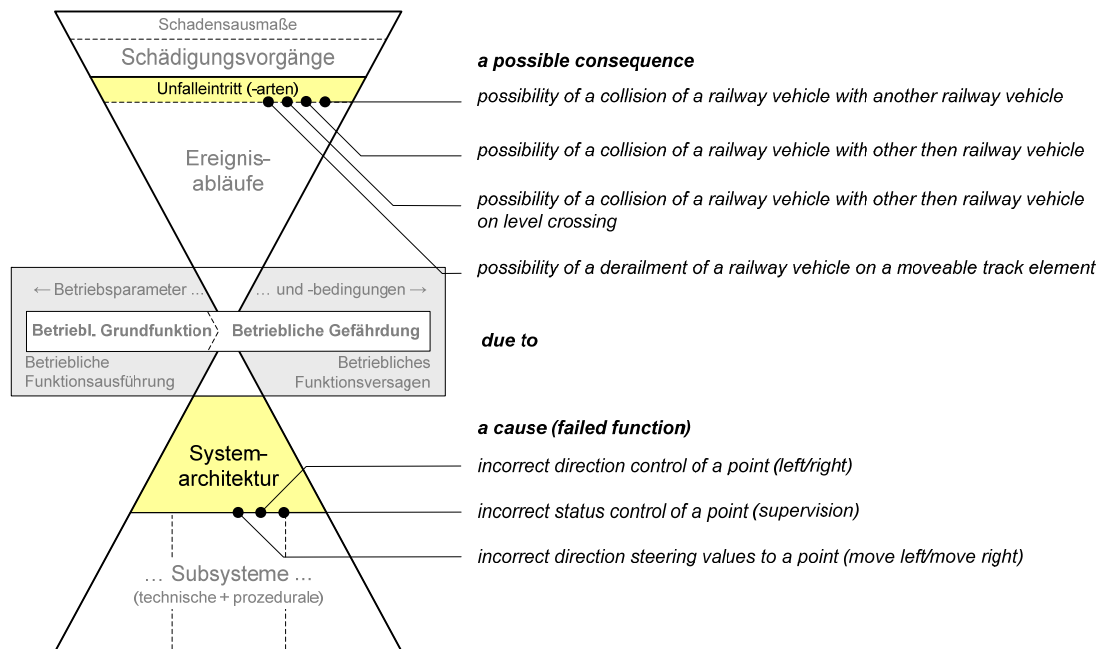 Schadensausmaße
Schädigungsvorgänge
Unfalleintritt (-arten)
Ereignis-
abläufe
← Betriebsparameter ...
... und -bedingungen →
Betriebl. Grundfunktion
Betriebliche Gefährdung
Betriebliche
Funktionsausführung
Betriebliches
Funktionsversagen
System-
architektur
... Subsysteme ...
(technische + prozedurale)
a possible consequence
possibility of a collision of a railway vehicle with another railway vehicle
possibility of a collision of a railway vehicle with other then railway vehicle
possibility of a collision of a railway vehicle with other then railway vehicle
on level crossing
possibility of a derailment of a railway vehicle on a moveable track element
due to
a cause (failed function)
incorrect direction control of a point (left/right)
incorrect status control of a point (supervision)
incorrect direction steering values to a point (move left/move right)